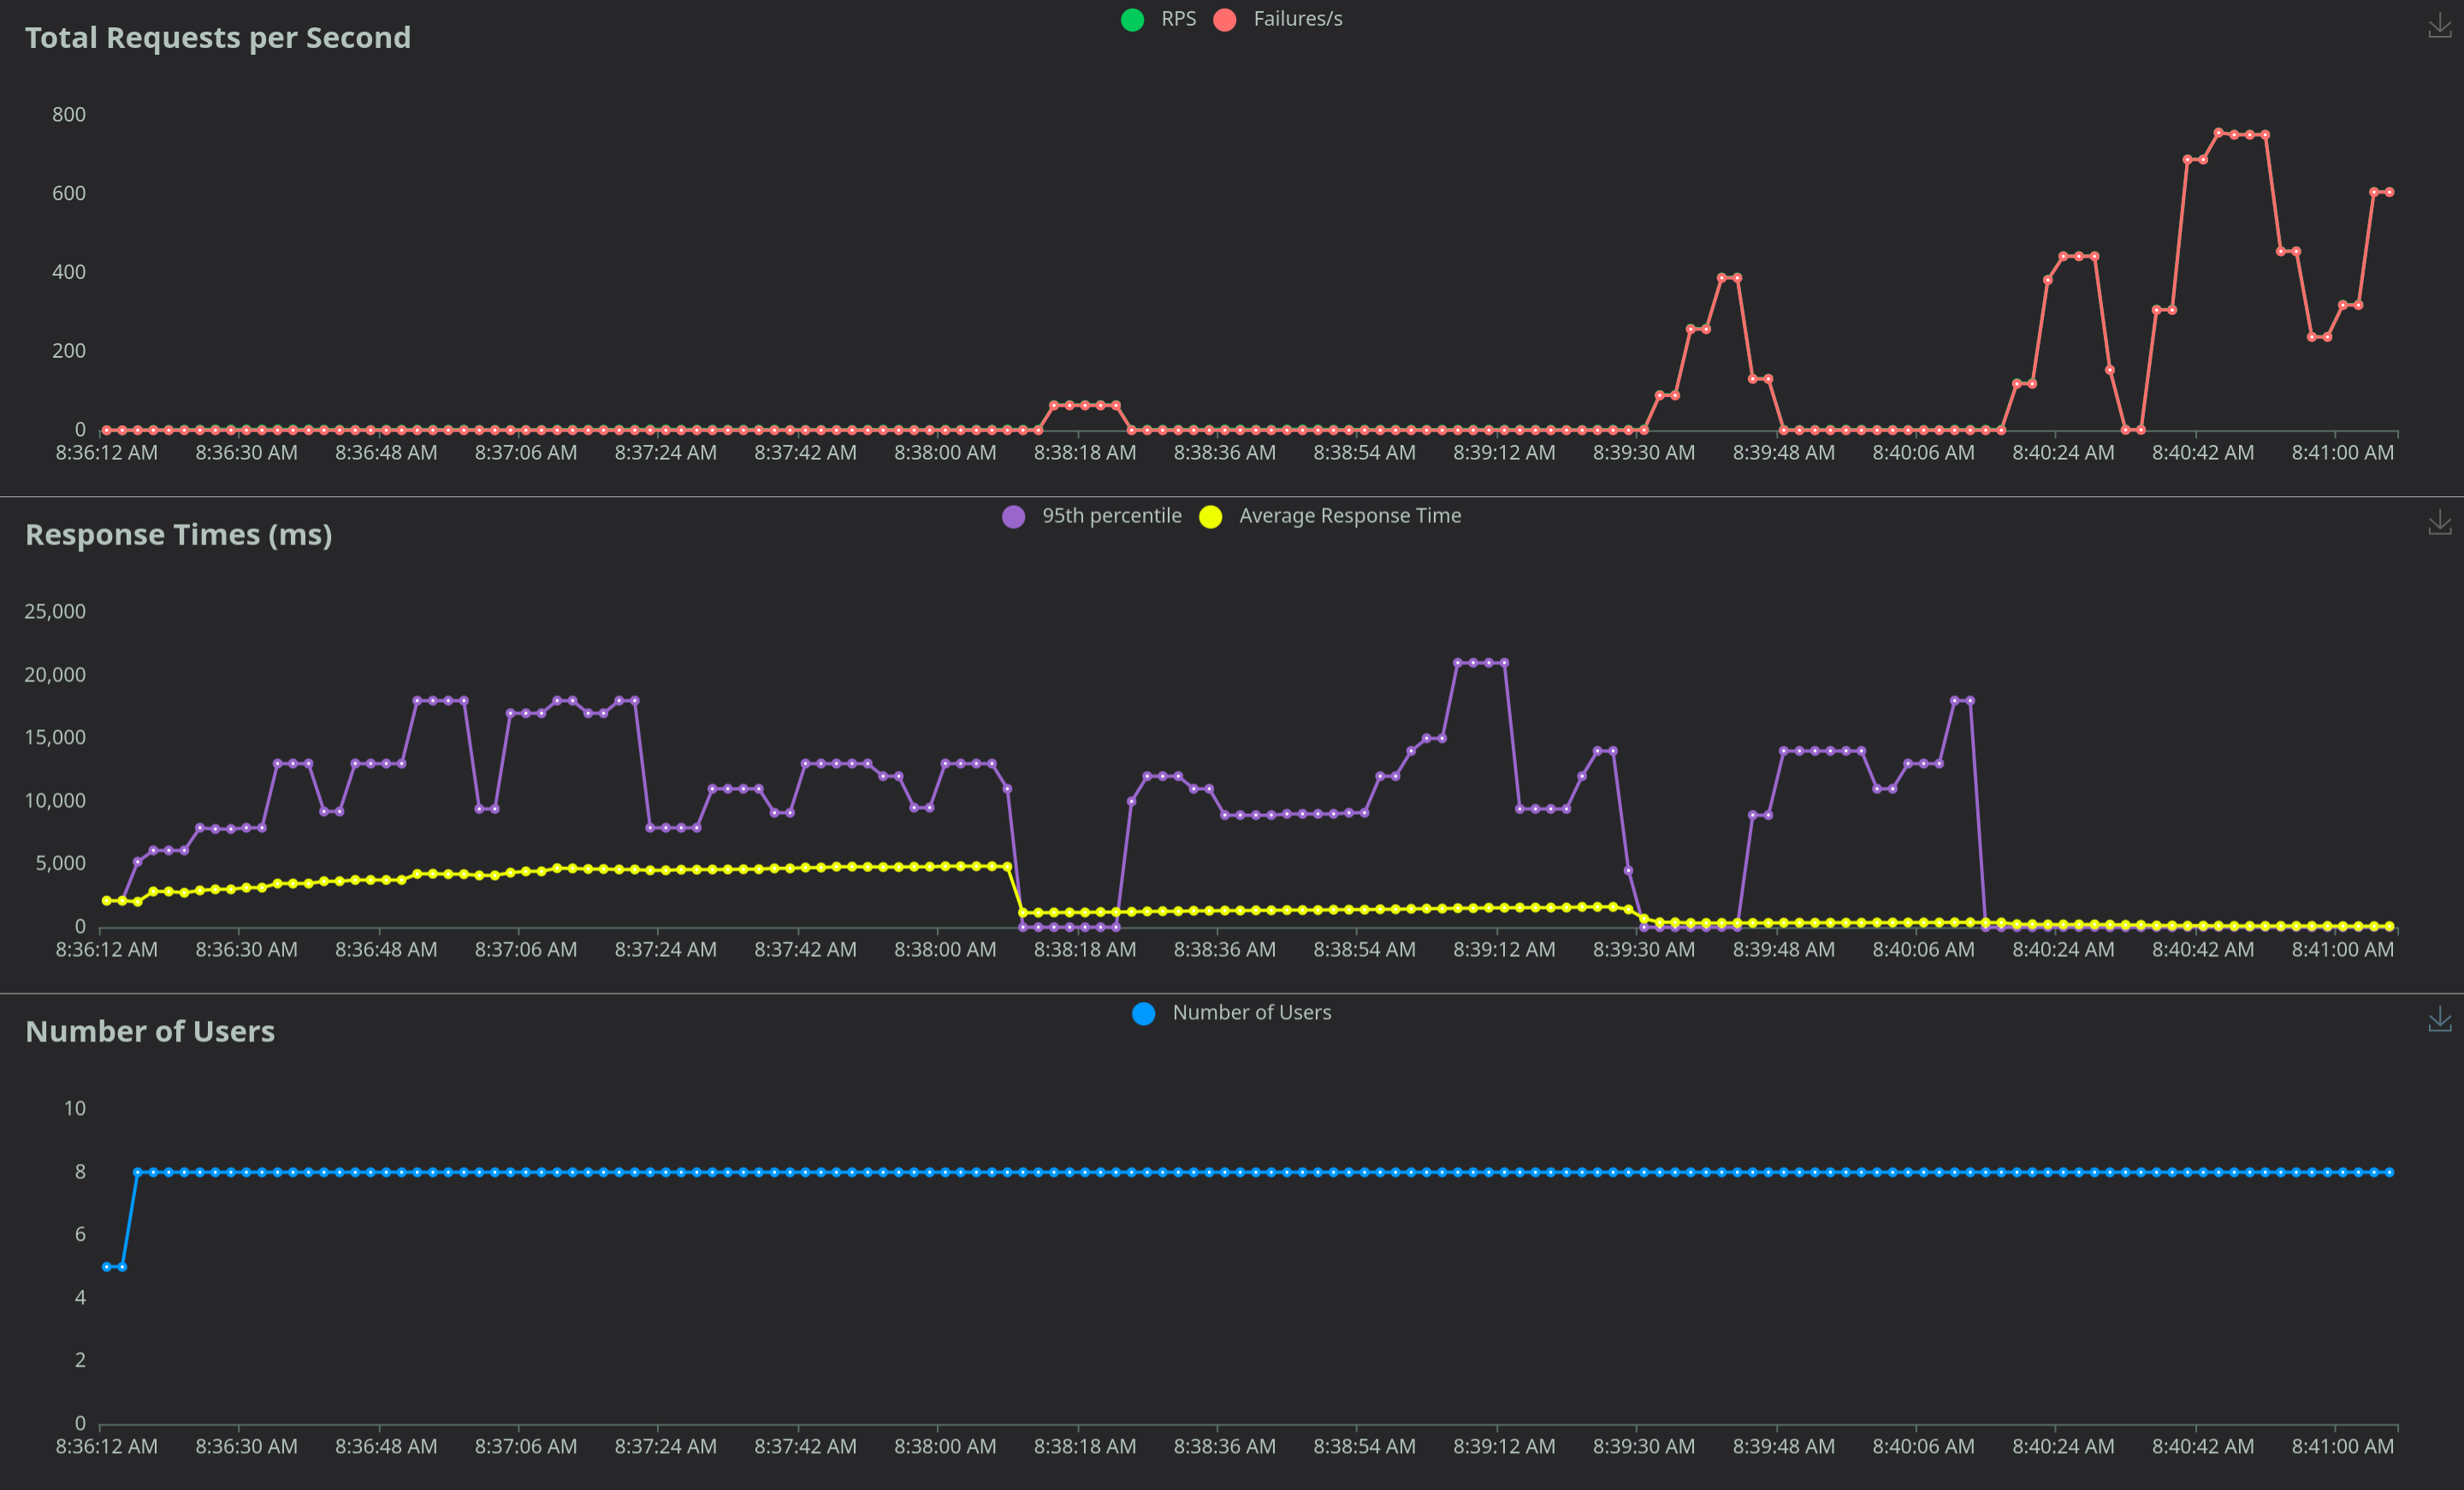 RPS Failures/s
Total Requests per Second
800
600
400
200
0
8:36:12 AM 8:36:30 AM 8:36:48 AM 8:37:06 AM 8:37:24 AM 8:37:42 AM 8:38:00 AM 8:38:18 AM 8:38:36 AM 8:38:54 AM 8:39:12 AM 8:39:30 AM 8:39:48 AM 8:40:06 AM 8:40:24 AM 8:40:42 AM 8:41:00 AM
95th percentile Average Response Time
Response Times (ms)
25,000
20,000
15,000
10,000
5,000
0
8:36:12 AM 8:36:30 AM 8:36:48 AM 8:37:06 AM 8:37:24 AM 8:37:42 AM 8:38:00 AM 8:38:18 AM 8:38:36 AM 8:38:54 AM 8:39:12 AM 8:39:30 AM 8:39:48 AM 8:40:06 AM 8:40:24 AM 8:40:42 AM 8:41:00 AM
Number of Users
Number of Users
10
8
6
4
2
0
8:36:12 AM 8:36:30 AM 8:36:48 AM 8:37:06 AM 8:37:24 AM 8:37:42 AM 8:38:00 AM 8:38:18 AM 8:38:36 AM 8:38:54 AM 8:39:12 AM 8:39:30 AM 8:39:48 AM 8:40:06 AM 8:40:24 AM 8:40:42 AM 8:41:00 AM